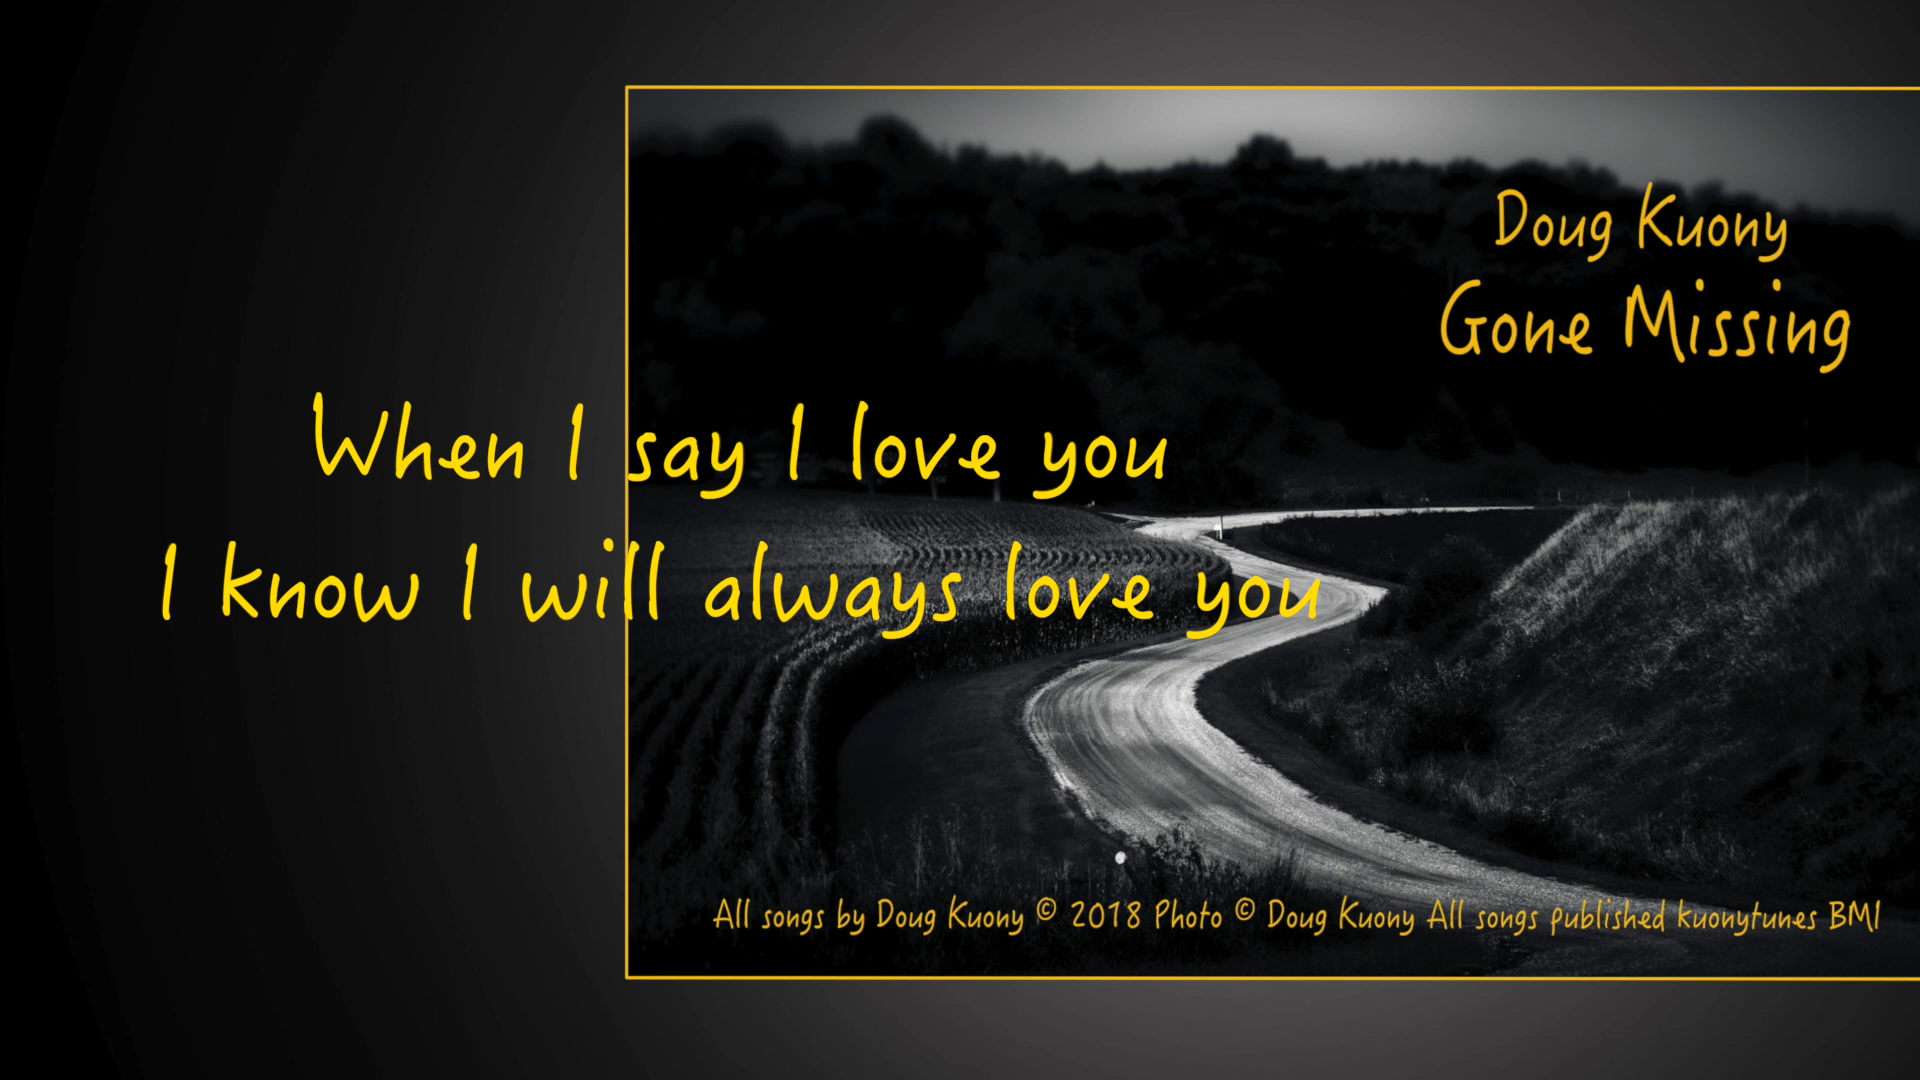 Doug Kuony
Gone Missing
When I say I love you
I know I will always love you
All songs by Doug Kuony © 2018 Photo © Doug Kuony All songs published kuonytunes BMI